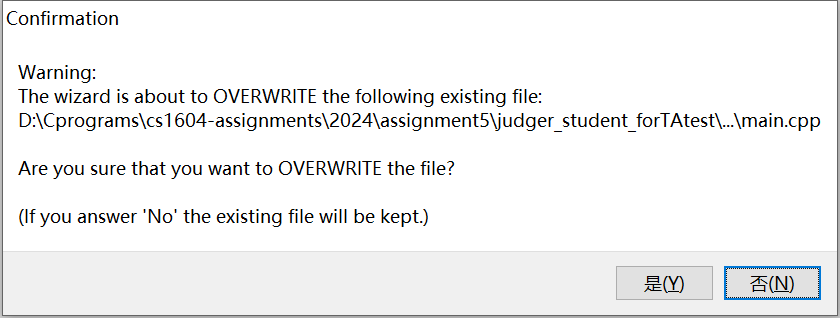 Confirmation
Warning:
The wizard is about to OVERWRITE the following existing file:
D:\Cprograms\cs1604-assignments\2024\assignment5\judger_student_forTAtest\...\main.cpp
Are you sure that you want to OVERWRITE the file?
(If you answer 'No' the existing file will be kept.)
是(Y) 否(N)